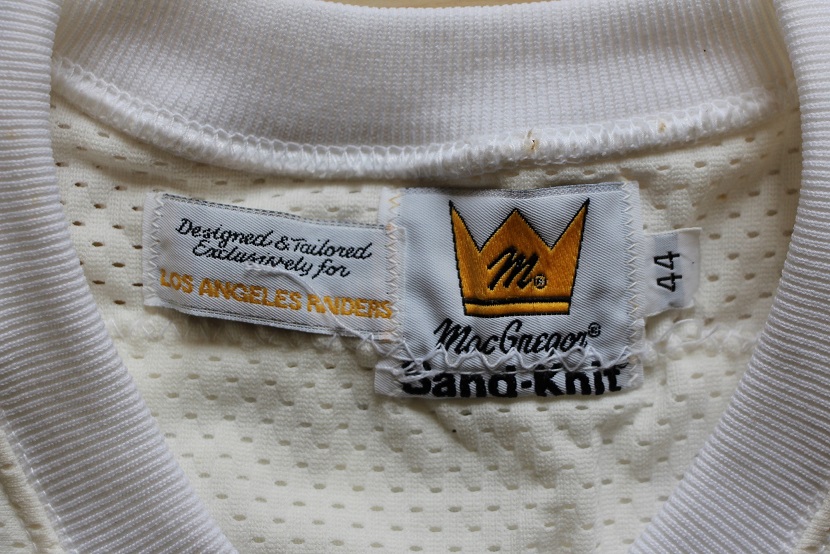 Designed & Tailored
Exclusively for
LOS ANGELES RAIDERS
M®
MacGregor®
Sand-Knit
44